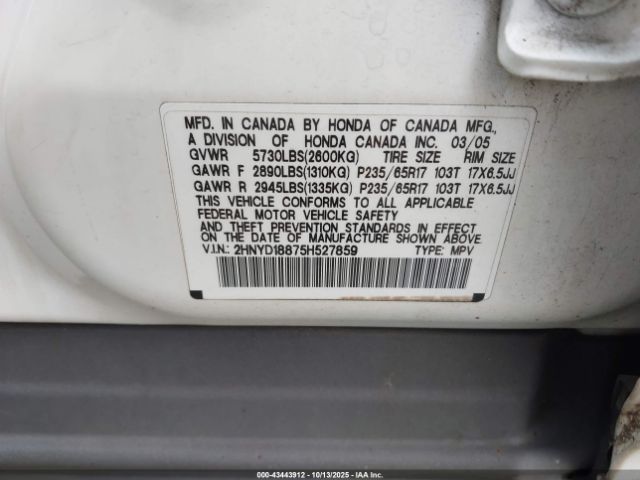 MFD. IN CANADA BY HONDA OF CANADA MFG.,
A DIVISION OF HONDA CANADA INC. 03/05
GVWR 5730LBS(2600KG) TIRE SIZE RIM SIZE
GAWR F 2890LBS(1310KG) P235/65R17 103T 17X6.5JJ
GAWR R 2945LBS(1335KG) P235/65R17 103T 17X6.5JJ
THIS VEHICLE CONFORMS TO ALL APPLICABLE
FEDERAL MOTOR VEHICLE SAFETY
AND THEFT PREVENTION STANDARDS IN EFFECT
ON THE DATE OF MANUFACTURE SHOWN ABOVE.
V.I.N.: 2HNYD18875H527859 TYPE: MPV
000-43443912 - 10/13/2025 - IAA Inc.